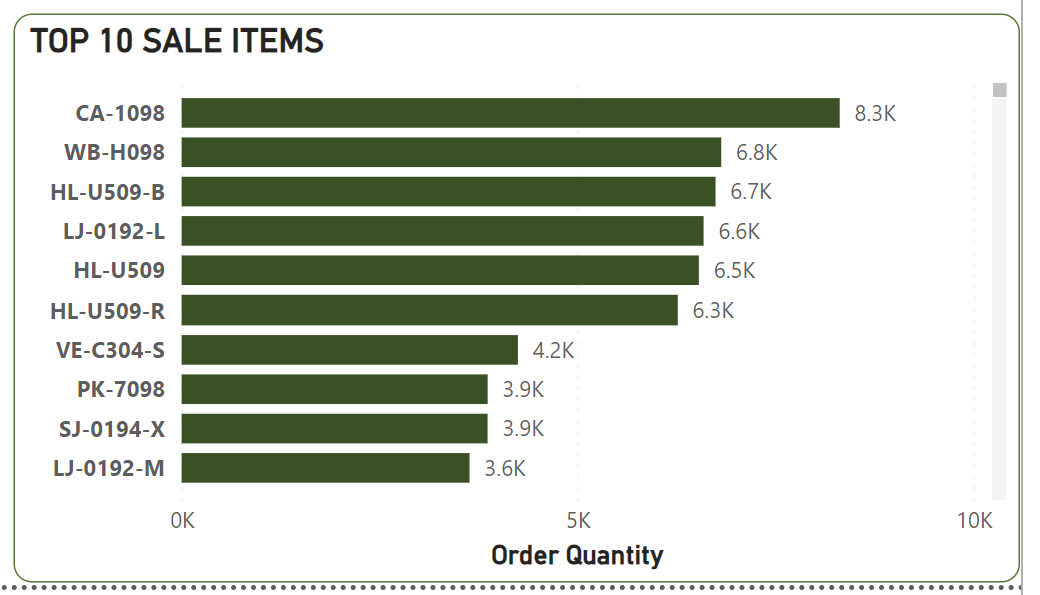 TOP 10 SALE ITEMS
CA-1098 8.3K
WB-H098 6.8K
HL-U509-B 6.7K
LJ-0192-L 6.6K
HL-U509 6.5K
HL-U509-R 6.3K
VE-C304-S 4.2K
PK-7098 3.9K
SJ-0194-X 3.9K
LJ-0192-M 3.6K
0K 5K 10K
Order Quantity